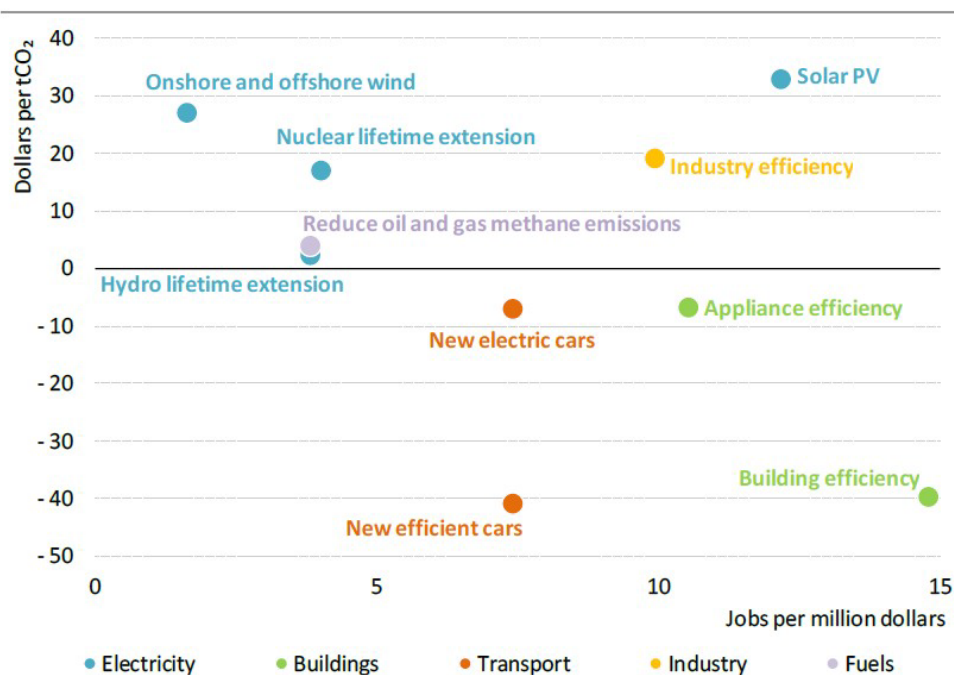 Dollars per tCO₂
40
30
20
10
0
- 10
- 20
- 30
- 40
- 50
Onshore and offshore wind
Solar PV
Nuclear lifetime extension
Industry efficiency
Reduce oil and gas methane emissions
Hydro lifetime extension
Appliance efficiency
New electric cars
Building efficiency
New efficient cars
0 5 10 15
Jobs per million dollars
Electricity Buildings Transport Industry Fuels